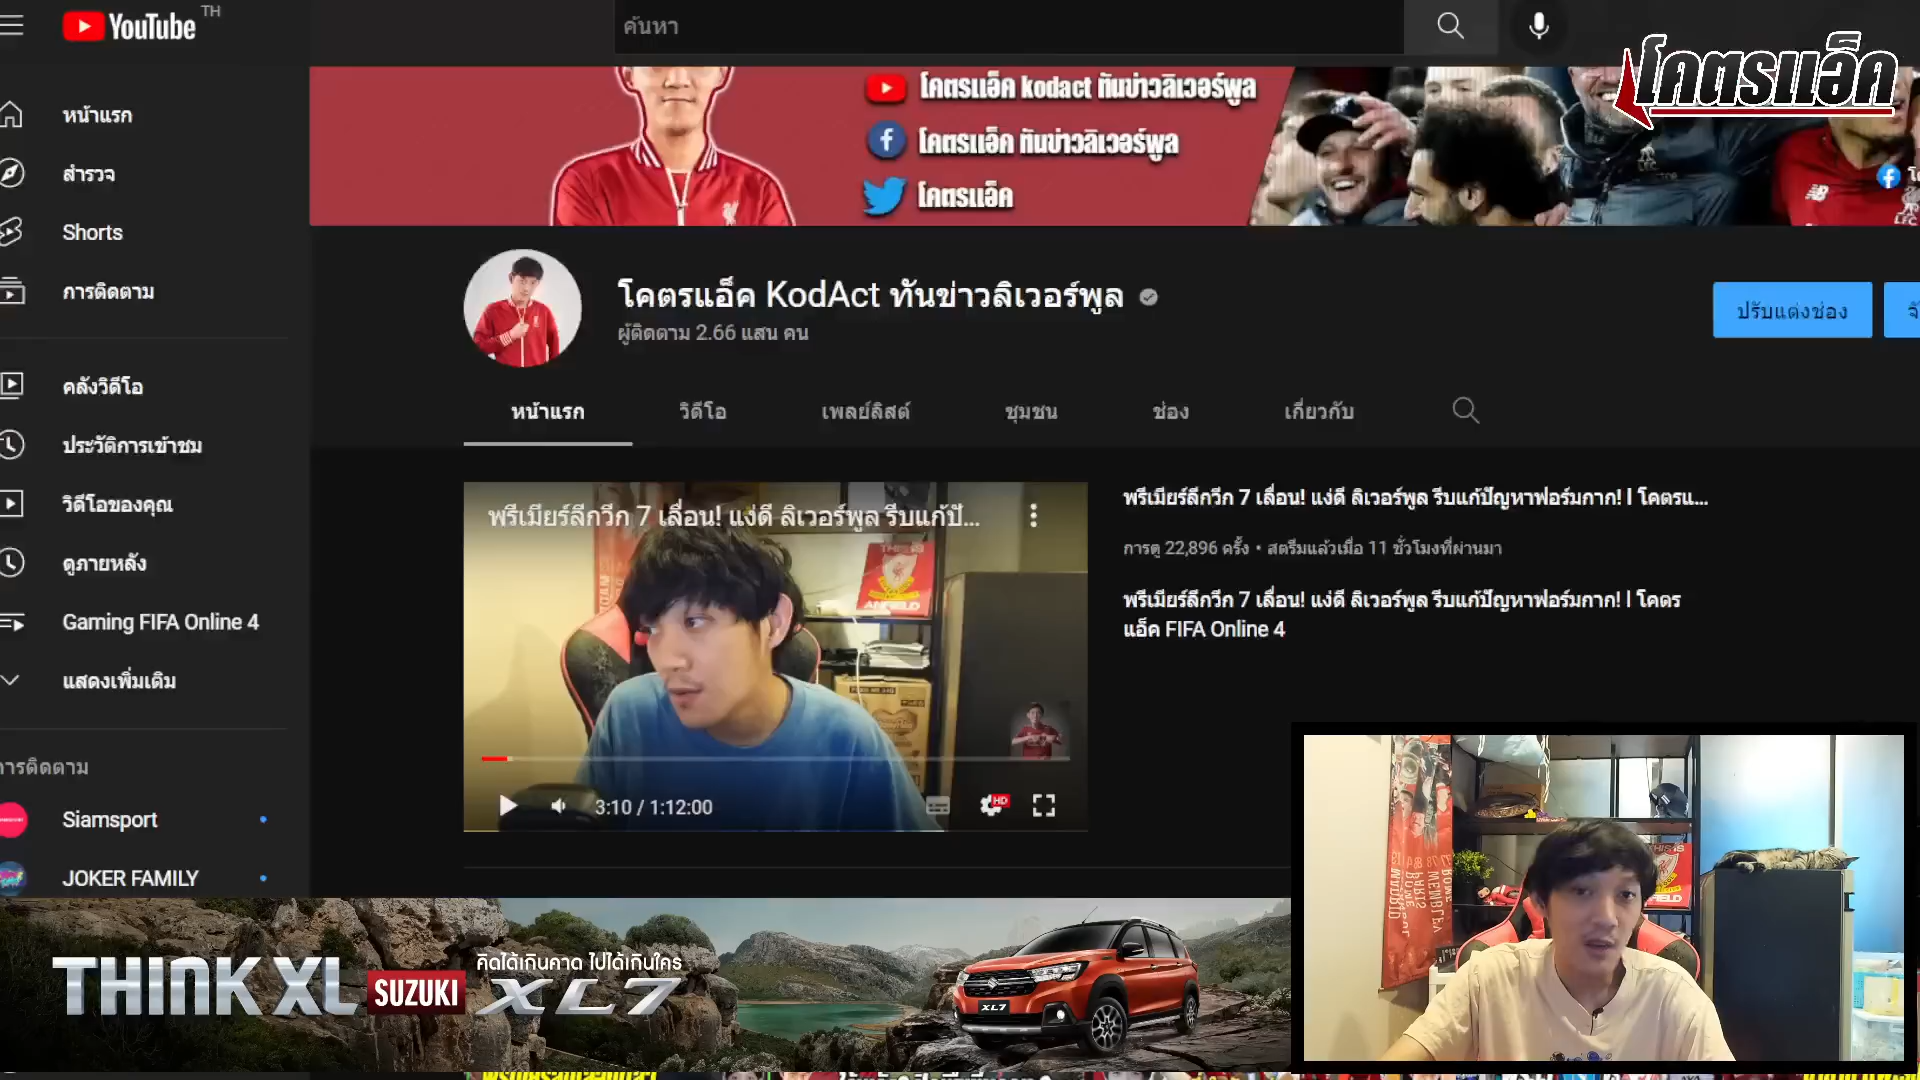 YouTube TH
ค้นหา
โคตรแอ็ค
หน้าแรก
สำรวจ
Shorts
การติดตาม
คลังวิดีโอ
ประวัติการเข้าชม
วิดีโอของคุณ
ดูภายหลัง
Gaming FIFA Online 4
แสดงเพิ่มเติม
การติดตาม
Siamsport
JOKER FAMILY
โคตรแอ็ค kodact ทันข่าวลิเวอร์พูล
โคตรแอ็ค ทันข่าวลิเวอร์พูล
โคตรแอ็ค
โคตรแอ็ค KodAct ทันข่าวลิเวอร์พูล
ผู้ติดตาม 2.66 แสน คน
ปรับแต่งช่อง
หน้าแรก
วิดีโอ
เพลย์ลิสต์
ชุมชน
ช่อง
เกี่ยวกับ
พรีเมียร์ลีกวีก 7 เลื่อน! แง่ดี ลิเวอร์พูล รีบแก้ปั...
THIS IS
ANFIELD
3:10 / 1:12:00
HD
พรีเมียร์ลีกวีก 7 เลื่อน! แง่ดี ลิเวอร์พูล รีบแก้ปัญหาฟอร์มกาก! l โคตรแ...
การดู 22,896 ครั้ง • สตรีมแล้วเมื่อ 11 ชั่วโมงที่ผ่านมา
พรีเมียร์ลีกวีก 7 เลื่อน! แง่ดี ลิเวอร์พูล รีบแก้ปัญหาฟอร์มกาก! l โคตร
แอ็ค FIFA Online 4
THINK XL
SUZUKI
คิดได้เกินคาด ไปได้เกินใคร
XL7
XL7